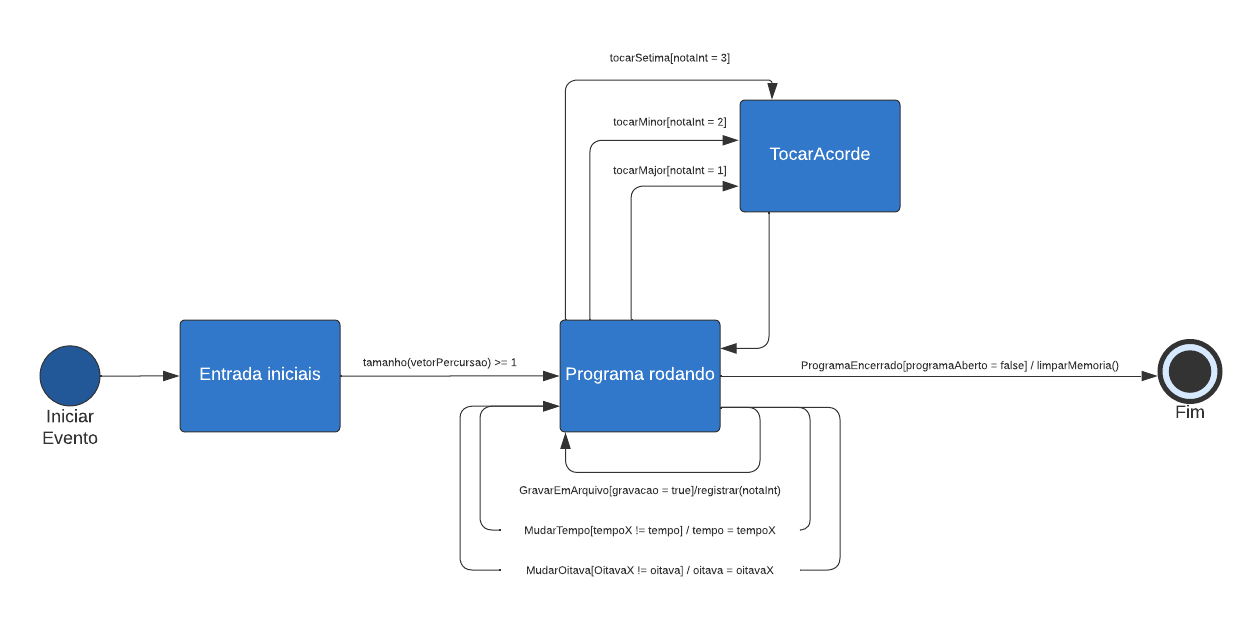 tocarSetima[notaInt = 3]
tocarMinor[notaInt = 2]
TocarAcorde
tocarMajor[notaInt = 1]
Iniciar
Evento
Entrada iniciais
tamanho(vetorPercursao) >= 1
Programa rodando
ProgramaEncerrado[programaAberto = false] / limparMemoria()
Fim
GravarEmArquivo[gravacao = true]/registrar(notaInt)
MudarTempo[tempoX != tempo] / tempo = tempoX
MudarOitava[OitavaX != oitava] / oitava = oitavaX